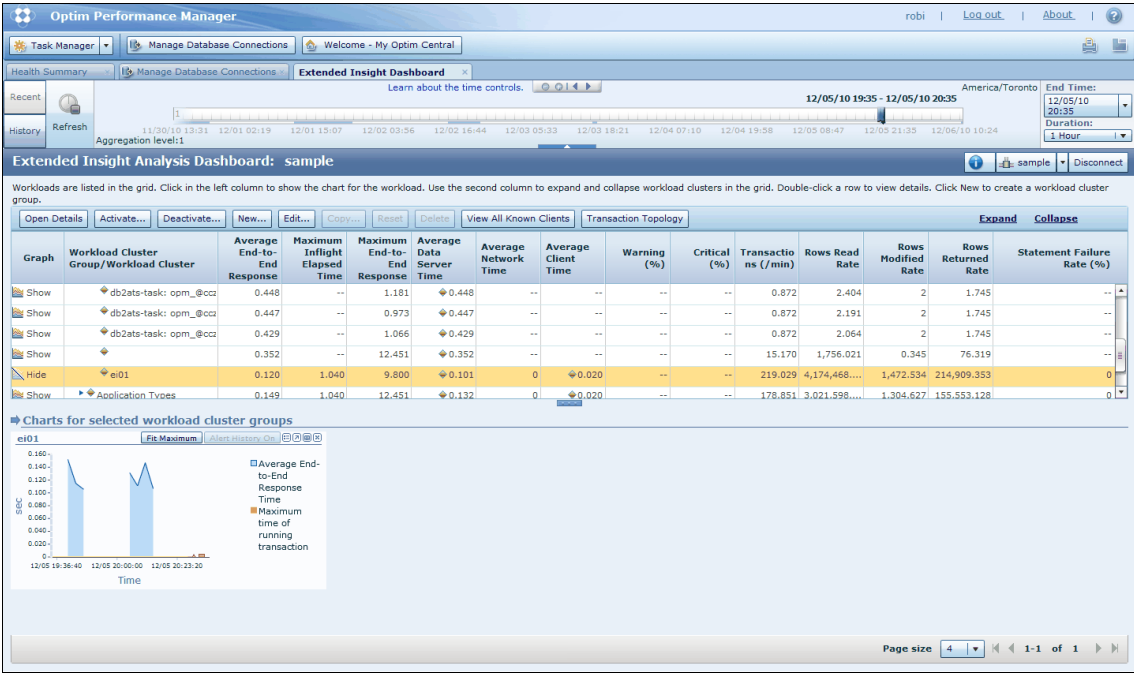 Optim Performance Manager
robi | Log out | About | ?
Task Manager Manage Database Connections Welcome - My Optim Central
Health Summary × Manage Database Connections × Extended Insight Dashboard ×
Learn about the time controls.
America/Toronto End Time:
Recent
12/05/10 19:35 - 12/05/10 20:35
12/05/10
20:35
1
History Refresh
Duration:
11/30/10 13:31 12/01 02:19 12/01 15:07 12/02 03:56 12/02 16:44 12/03 05:33 12/03 18:21 12/04 07:10 12/04 19:58 12/05 08:47 12/05 21:35 12/06/10 10:24
1 Hour
Aggregation level:1
Extended Insight Analysis Dashboard: sample
sample Disconnect
Workloads are listed in the grid. Click in the left column to show the chart for the workload. Use the second column to expand and collapse workload clusters in the grid. Double-click a row to view details. Click New to create a workload cluster
group.
Open Details Activate... Deactivate... New... Edit... Copy... Reset Delete View All Known Clients Transaction Topology Expand Collapse
Graph
Workload Cluster
Group/Workload Cluster
Average
End-to-
End
Response
Maximum
Inflight
Elapsed
Time
Maximum
End-to-
End
Response
Average
Data
Server
Time
Average
Network
Time
Average
Client
Time
Warning
(%)
Critical
(%)
Transactio
ns (/min)
Rows Read
Rate
Rows
Modified
Rate
Rows
Returned
Rate
Statement Failure
Rate (%)
Show db2ats-task: opm_@ccz 0.448 -- 1.181 0.448 -- -- -- -- 0.872 2.404 2 1.745 --
Show db2ats-task: opm_@ccz 0.447 -- 0.973 0.447 -- -- -- -- 0.872 2.191 2 1.745 --
Show db2ats-task: opm_@ccz 0.429 -- 1.066 0.429 -- -- -- -- 0.872 2.064 2 1.745 --
Show 0.352 -- 12.451 0.352 -- -- -- -- 15.170 1,756.021 0.345 76.319 --
Hide ei01 0.120 1.040 9.800 0.101 0 0.020 -- -- 219.029 4,174,468.... 1,472.534 214,909.353 0
Show Application Types 0.149 1.040 12.451 0.132 0 0.020 -- -- 178.851 3,021,598.... 1,304.627 155,553.128 0
Charts for selected workload cluster groups
ei01 Fit Maximum Alert History On
0.160
0.140
0.120
0.100
0.080
0.060
0.040
0.020
0
sec
12/05 19:36:40 12/05 20:00:00 12/05 20:23:20
Time
Average End-
to-End
Response
Time
Maximum
time of
running
transaction
Page size 4 1-1 of 1